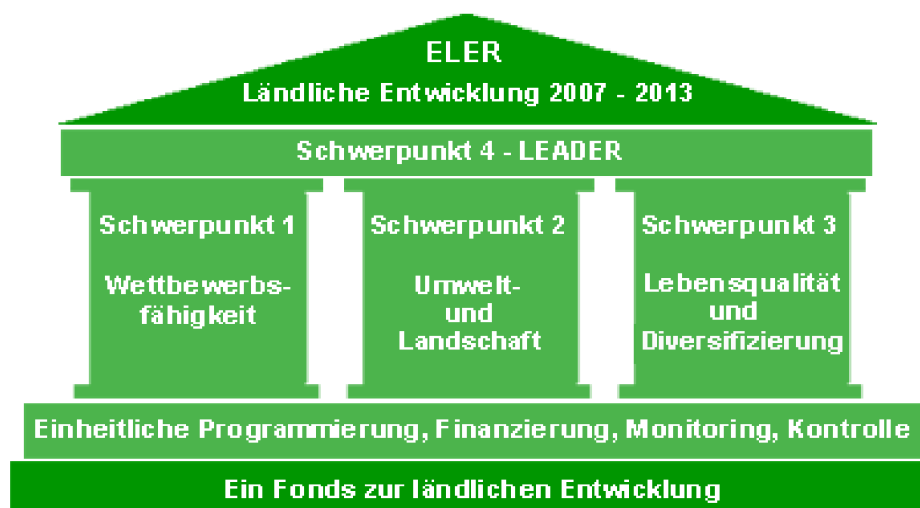 ELER
Ländliche Entwicklung 2007 - 2013
Schwerpunkt 4 - LEADER
Schwerpunkt 1
Wettbewerbs-
fähigkeit
Schwerpunkt 2
Umwelt-
und
Landschaft
Schwerpunkt 3
Lebensqualität
und
Diversifizierung
Einheitliche Programmierung, Finanzierung, Monitoring, Kontrolle
Ein Fonds zur ländlichen Entwicklung